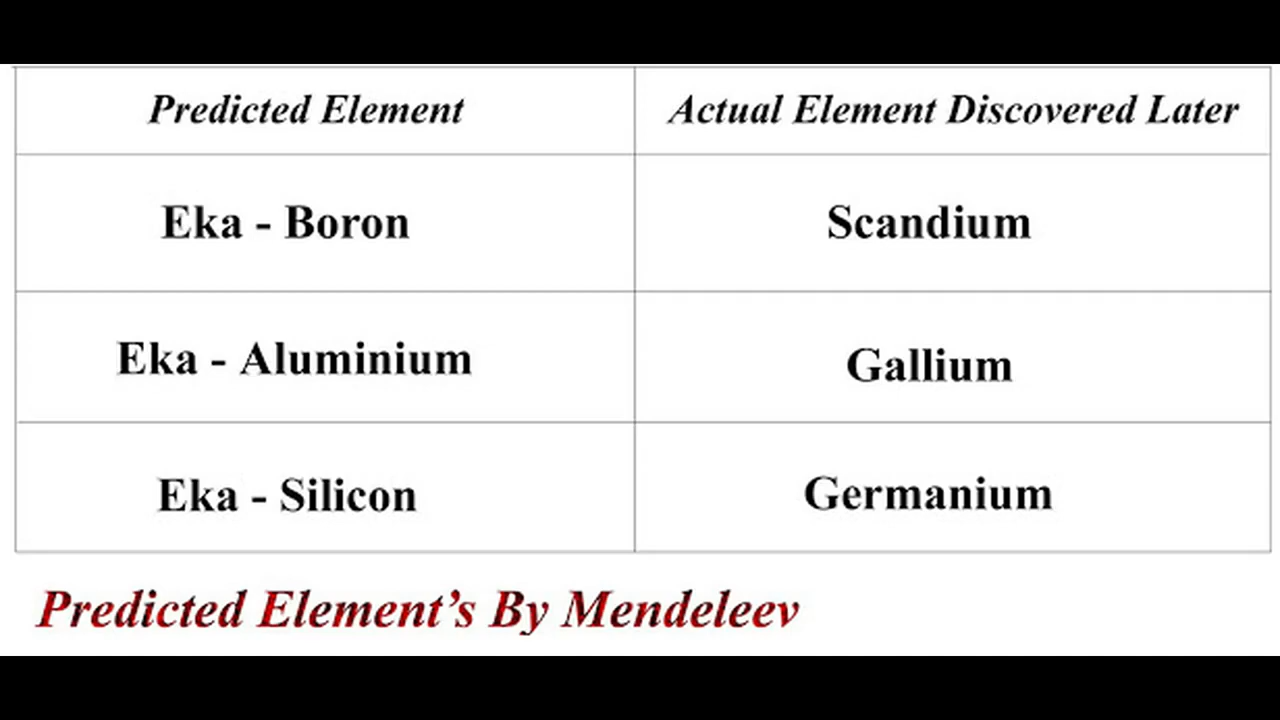 Predicted Element
Actual Element Discovered Later
Eka - Boron
Scandium
Eka - Aluminium
Gallium
Eka - Silicon
Germanium
Predicted Element’s By Mendeleev